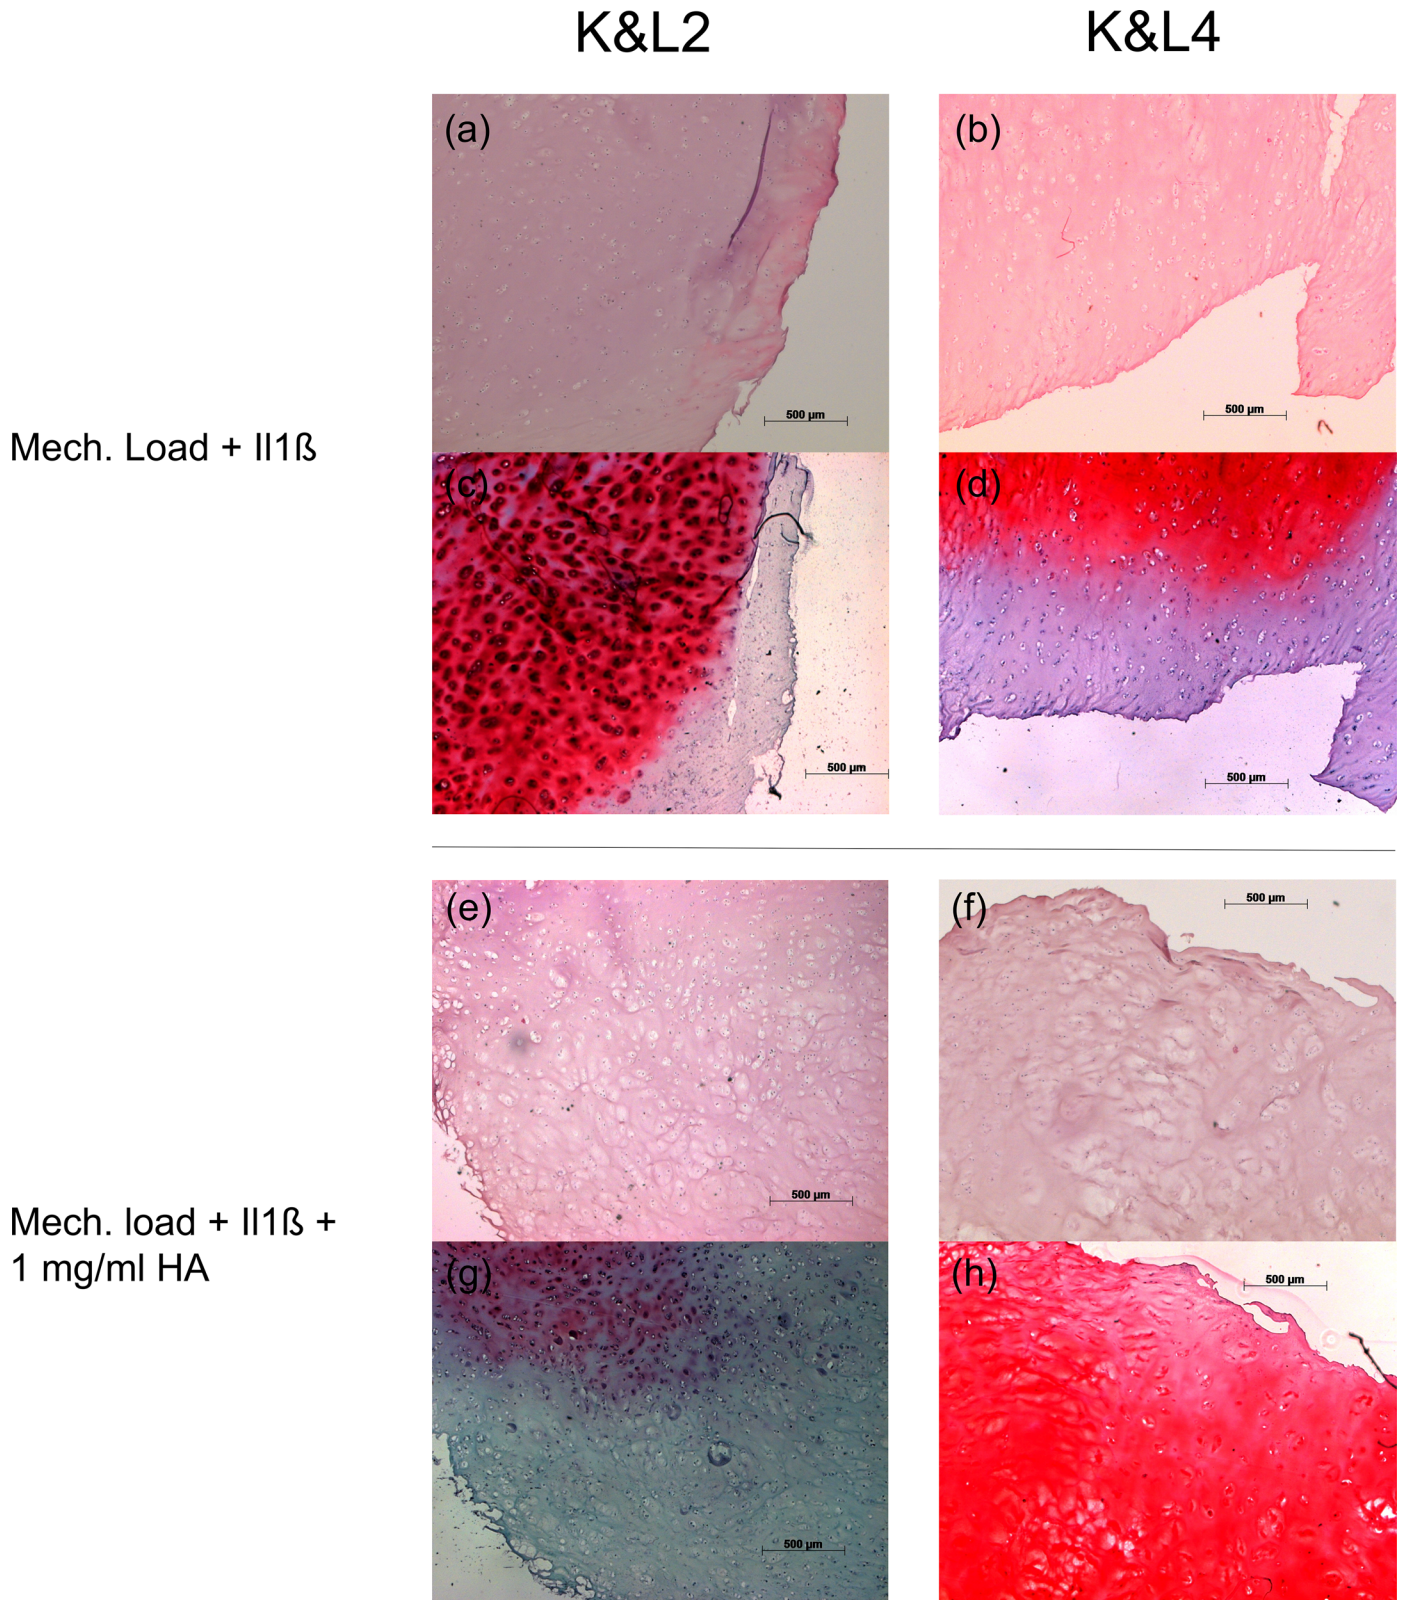 K&L2
K&L4
(a)
500 µm
(b)
500 µm
Mech. Load + Il1ß
(c)
500 µm
(d)
500 µm
(e)
500 µm
(f)
500 µm
Mech. load + Il1ß +
1 mg/ml HA
(g)
500 µm
(h)
500 µm